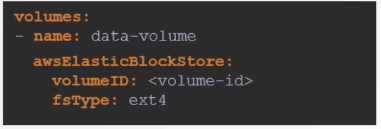 volumes:
- name: data-volume
  awsElasticBlockStore:
    volumeID: <volume-id>
    fsType: ext4